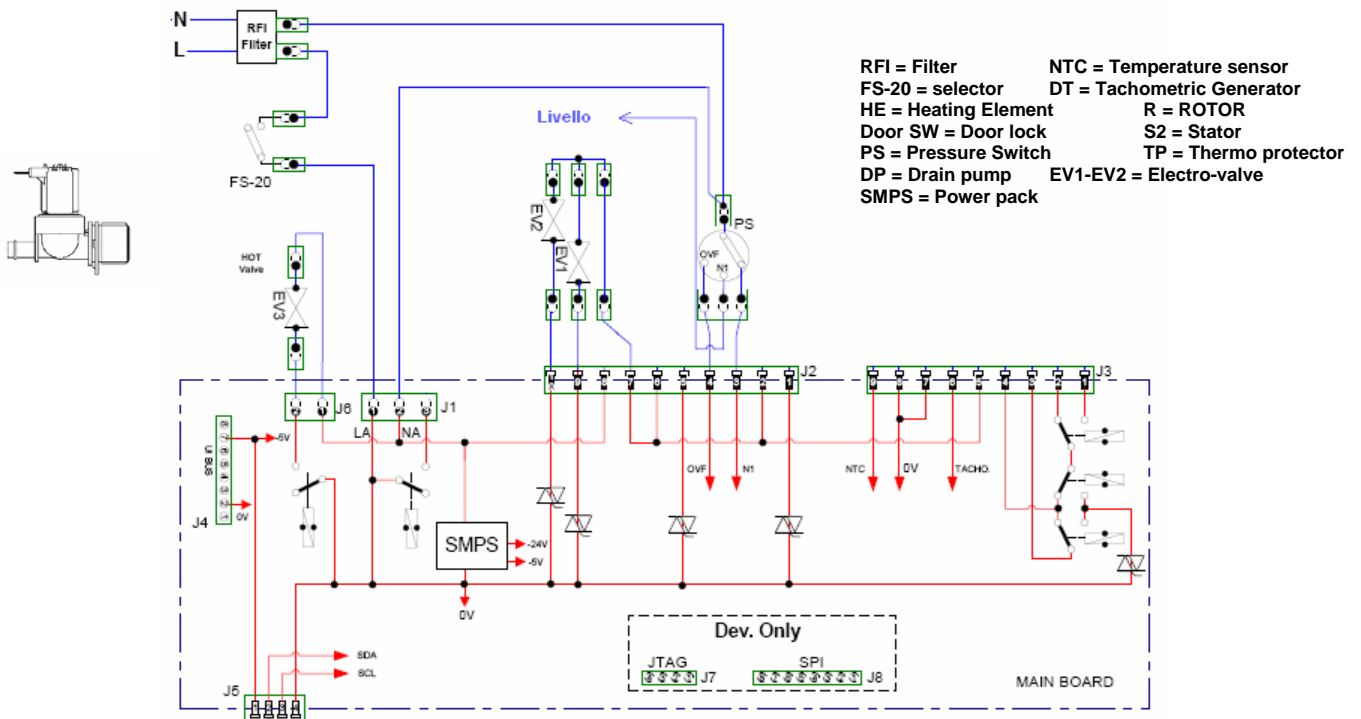 N
L
RFI
Filter
FS-20
Livello
RFI = Filter NTC = Temperature sensor
FS-20 = selector DT = Tachometric Generator
HE = Heating Element R = ROTOR
Door SW = Door lock S2 = Stator
PS = Pressure Switch TP = Thermo protector
DP = Drain pump EV1-EV2 = Electro-valve
SMPS = Power pack
EV2
EV1
PS
OVF
N1
HOT
Valve
EV3
J2
J3
J6
J1
LA
NA
UI BUS
J4
-5V
0V
OVF
N1
NTC
0V
TACHO.
SMPS
-24V
-5V
0V
SDA
SCL
J5
Dev. Only
JTAG
J7
SPI
J8
MAIN BOARD